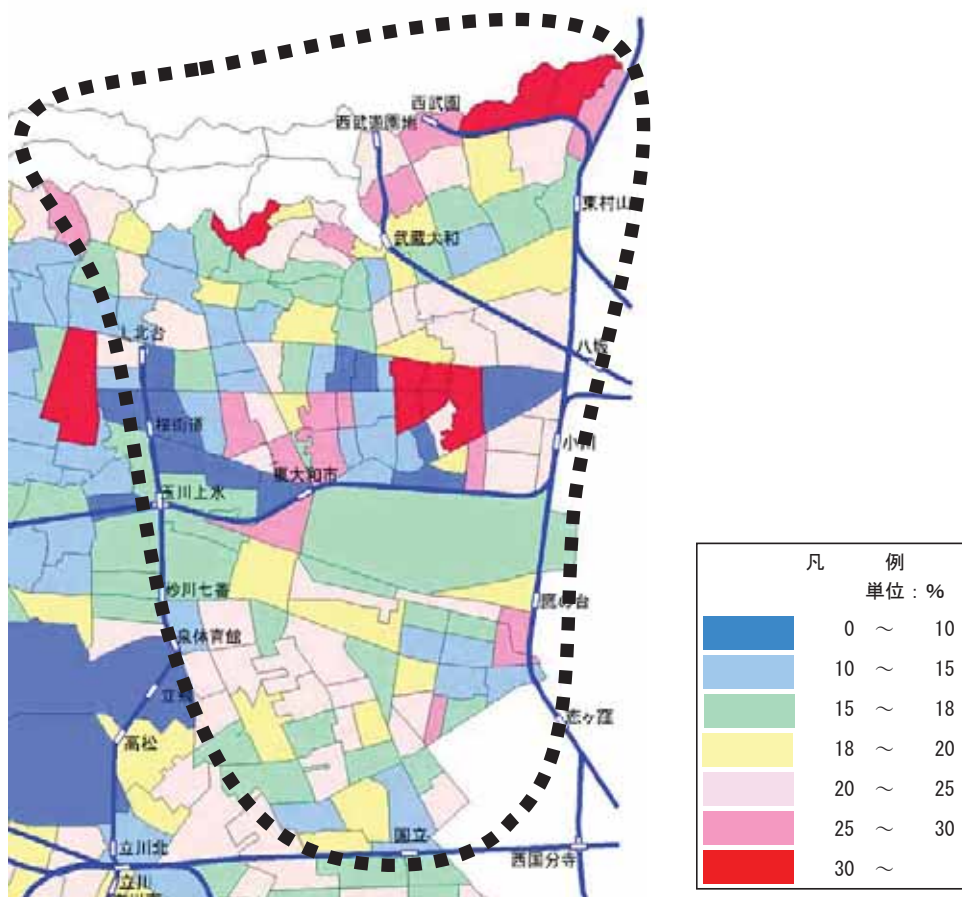 西武園
西武遊園地
東村山
武蔵大和
上北台
八坂
桜街道
小川
東大和市
玉川上水
砂川七番
鷹の台
泉体育館
立飛
恋ヶ窪
高松
立川北
国立
西国分寺
立川
凡 例
単位：%
0 ～ 10
10 ～ 15
15 ～ 18
18 ～ 20
20 ～ 25
25 ～ 30
30 ～